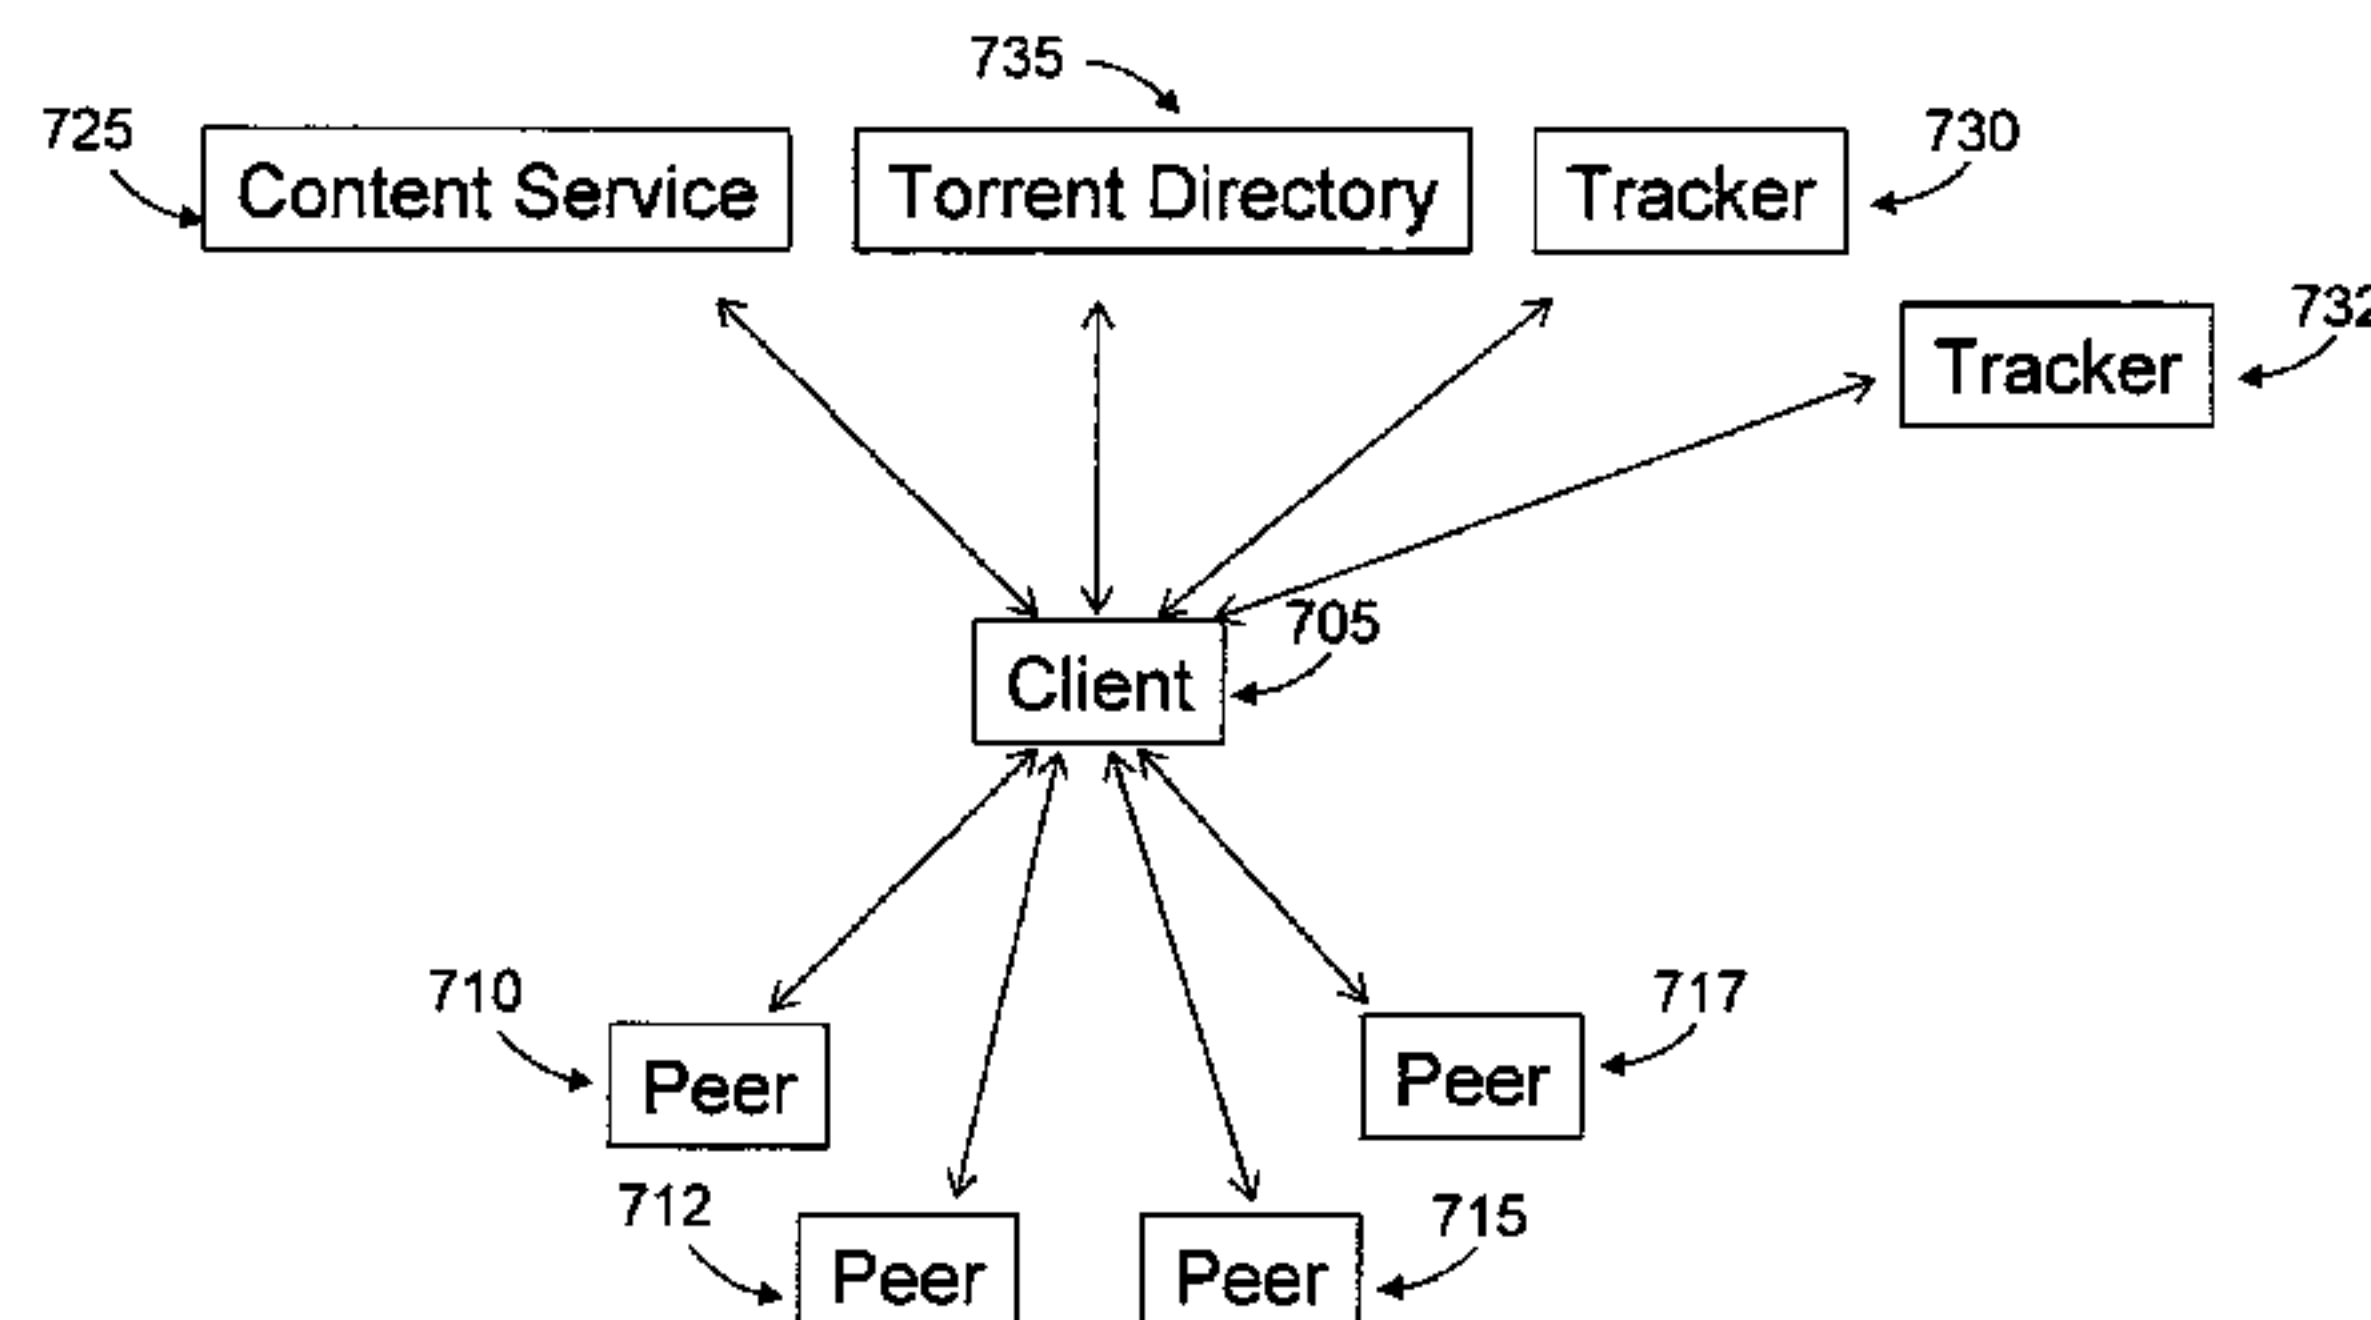 735
725
730
Content Service
Torrent Directory
Tracker
732
Tracker
705
Client
710
717
Peer
Peer
712
715
Peer
Peer